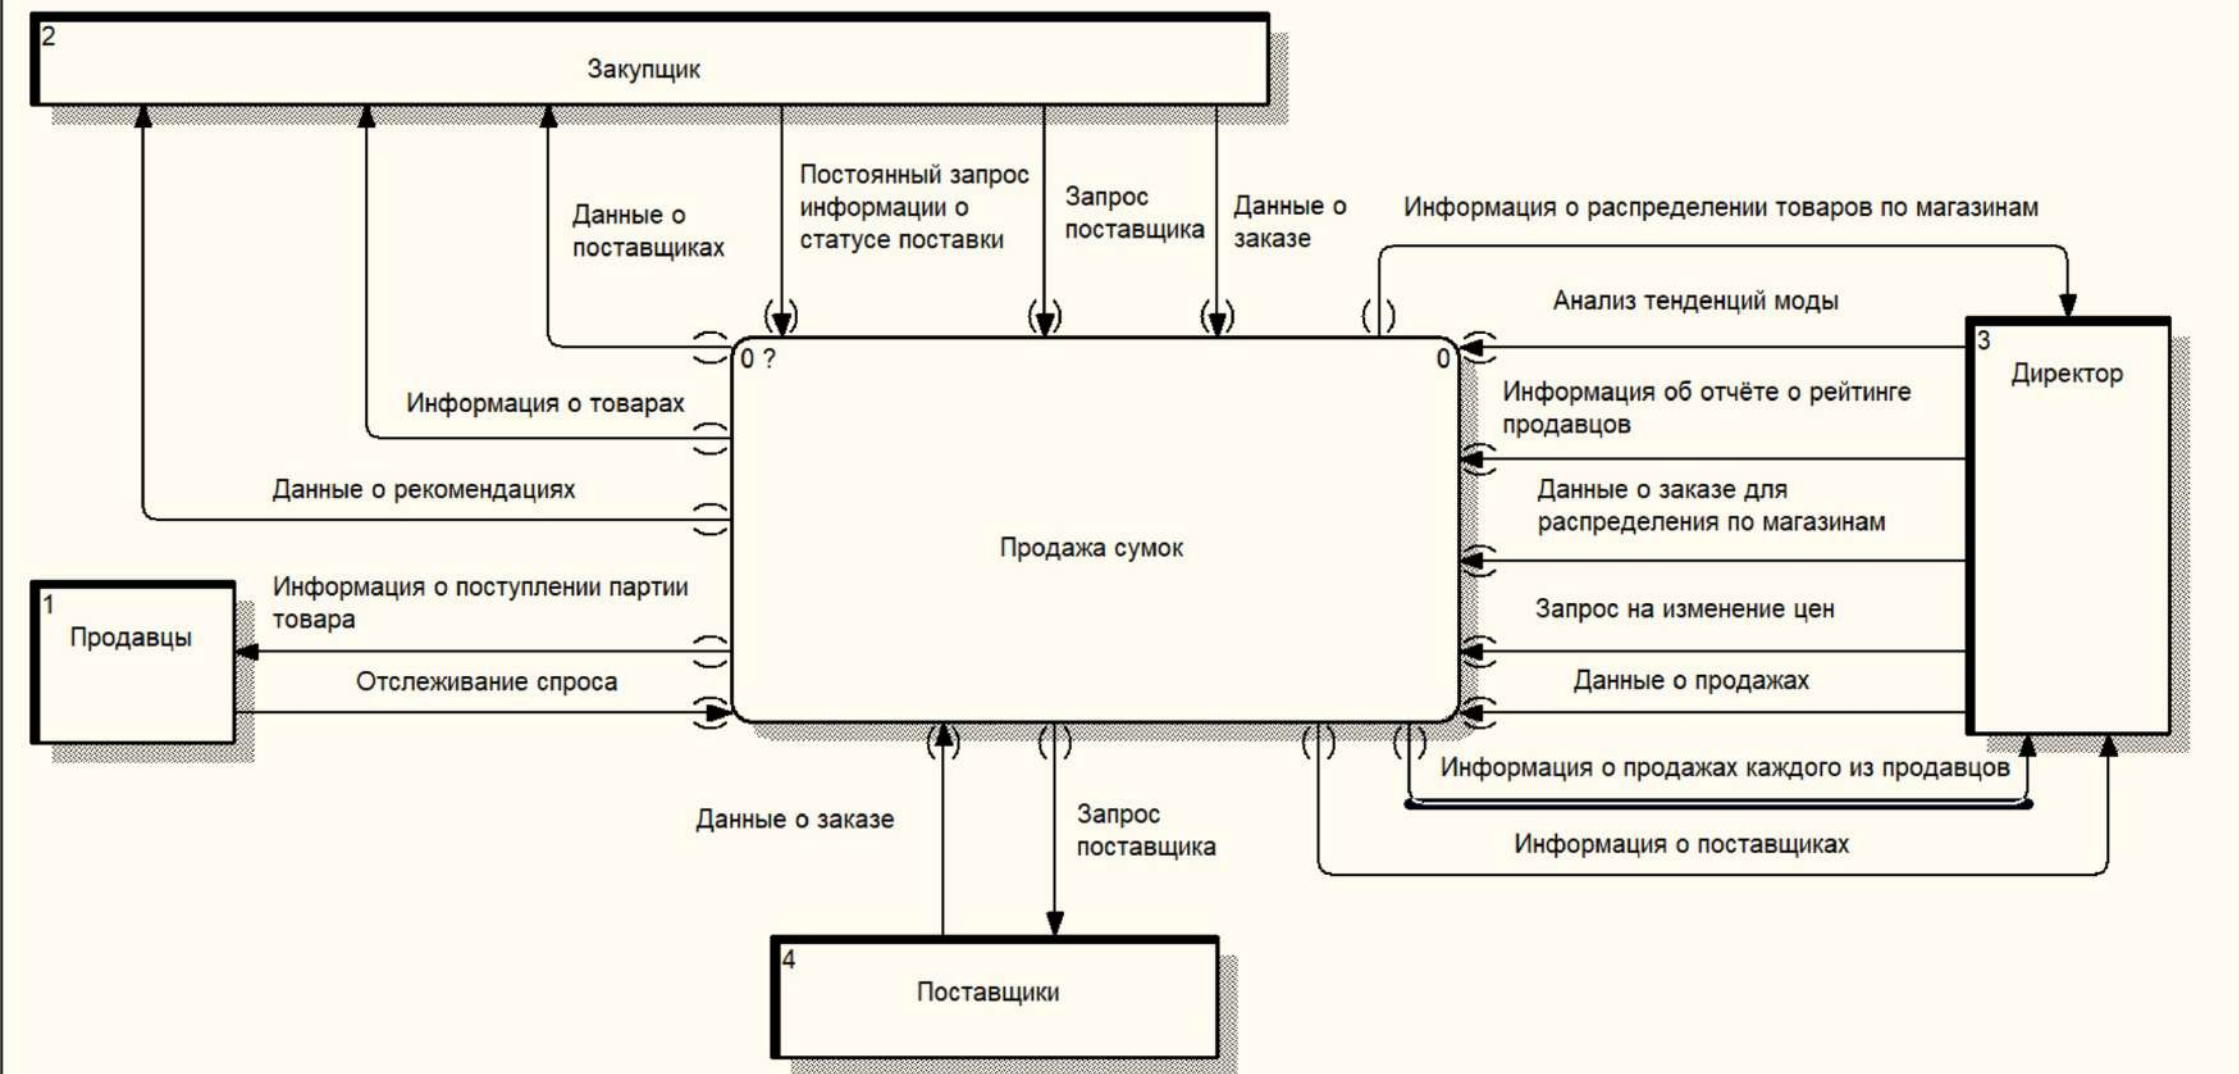 2
Закупщик
Постоянный запрос
информации о
статусе поставки
Запрос
поставщика
Данные о
заказе
Данные о
поставщиках
Информация о распределении товаров по магазинам
Анализ тенденций моды
0 ?
0
3
Директор
Информация об отчёте о рейтинге
продавцов
Информация о товарах
Данные о рекомендациях
Данные о заказе для
распределения по магазинам
Продажа сумок
1
Продавцы
Информация о поступлении партии
товара
Запрос на изменение цен
Отслеживание спроса
Данные о продажах
Информация о продажах каждого из продавцов
Данные о заказе
Запрос
поставщика
Информация о поставщиках
4
Поставщики